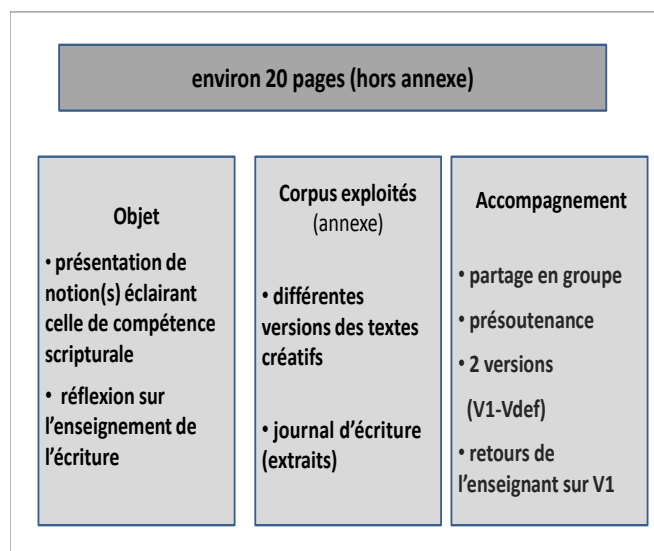 environ 20 pages (hors annexe)
Objet
• présentation de
notion(s) éclairant
celle de compétence
scripturale
• réflexion sur
l'enseignement de
l'écriture
Corpus exploités
(annexe)
• différentes
versions des textes
créatifs
• journal d'écriture
(extraits)
Accompagnement
• partage en groupe
• présoutenance
• 2 versions
(V1-Vdef)
• retours de
l'enseignant sur V1